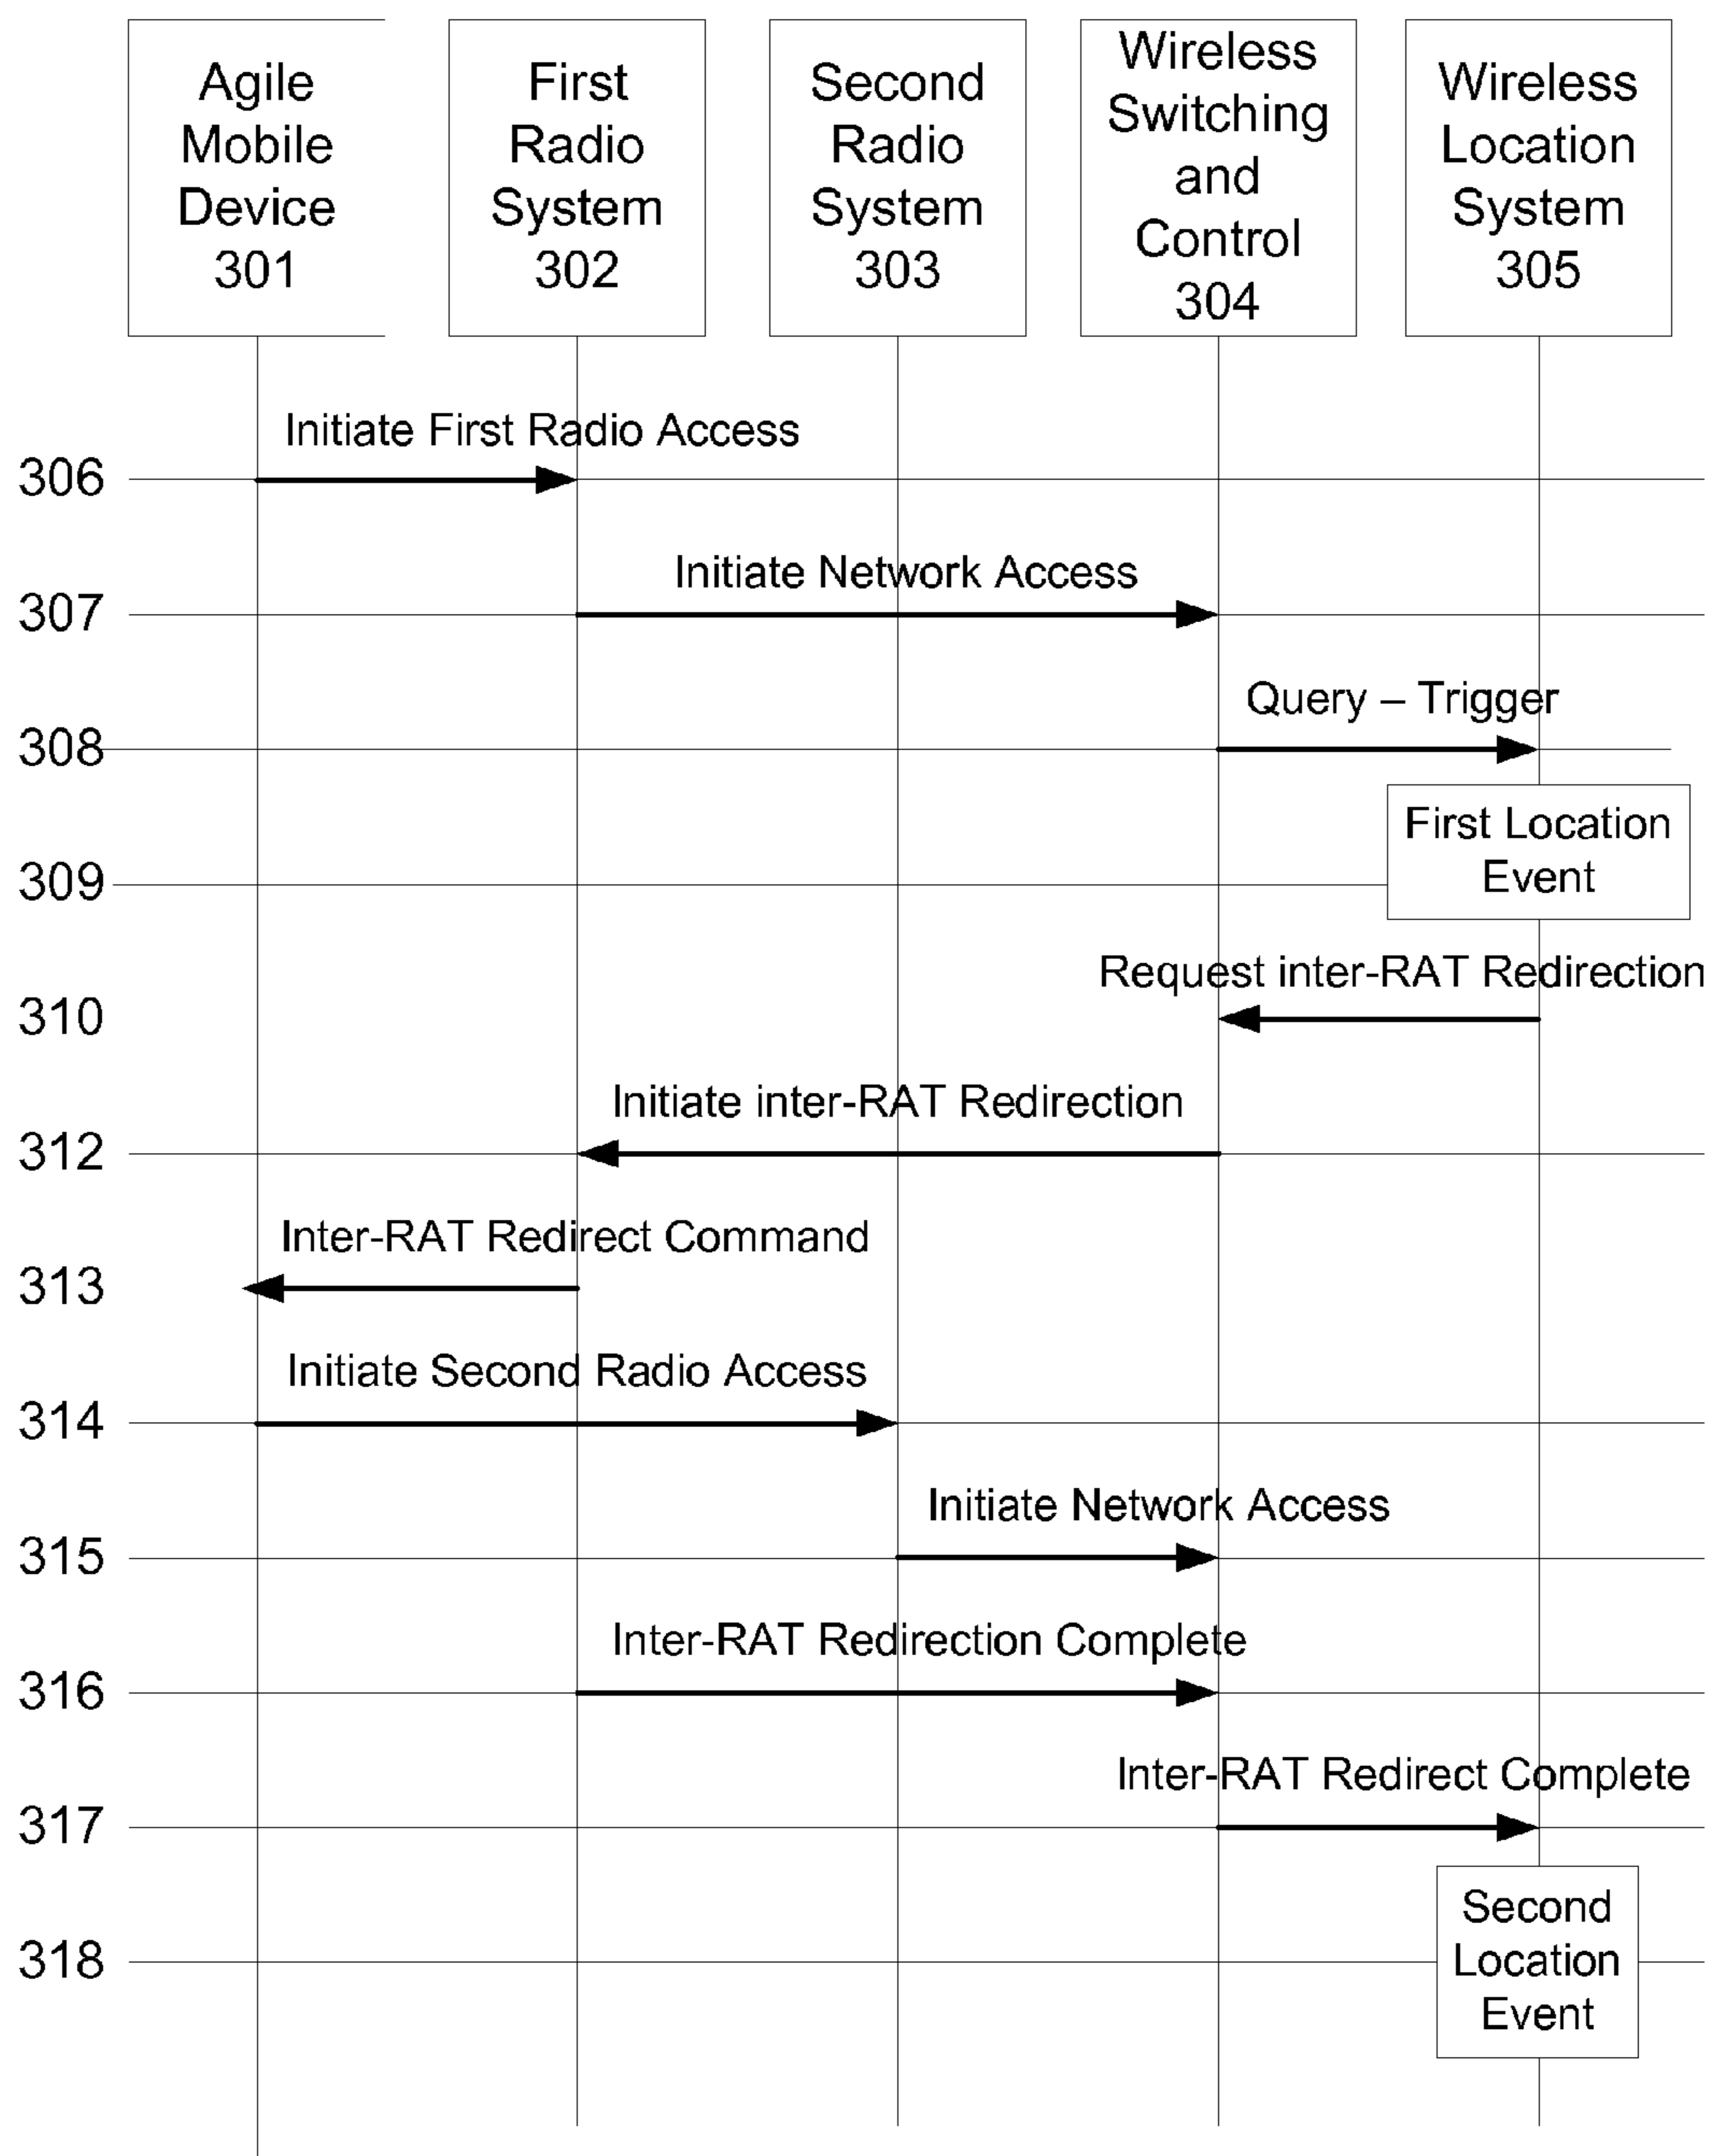 Agile
Mobile
Device
301
First
Radio
System
302
Second
Radio
System
303
Wireless
Switching
and
Control
304
Wireless
Location
System
305
Initiate First Radio Access
306
Initiate Network Access
307
Query – Trigger
308
First Location
Event
309
Request inter-RAT Redirection
310
Initiate inter-RAT Redirection
312
Inter-RAT Redirect Command
313
Initiate Second Radio Access
314
Initiate Network Access
315
Inter-RAT Redirection Complete
316
Inter-RAT Redirect Complete
317
Second
Location
Event
318